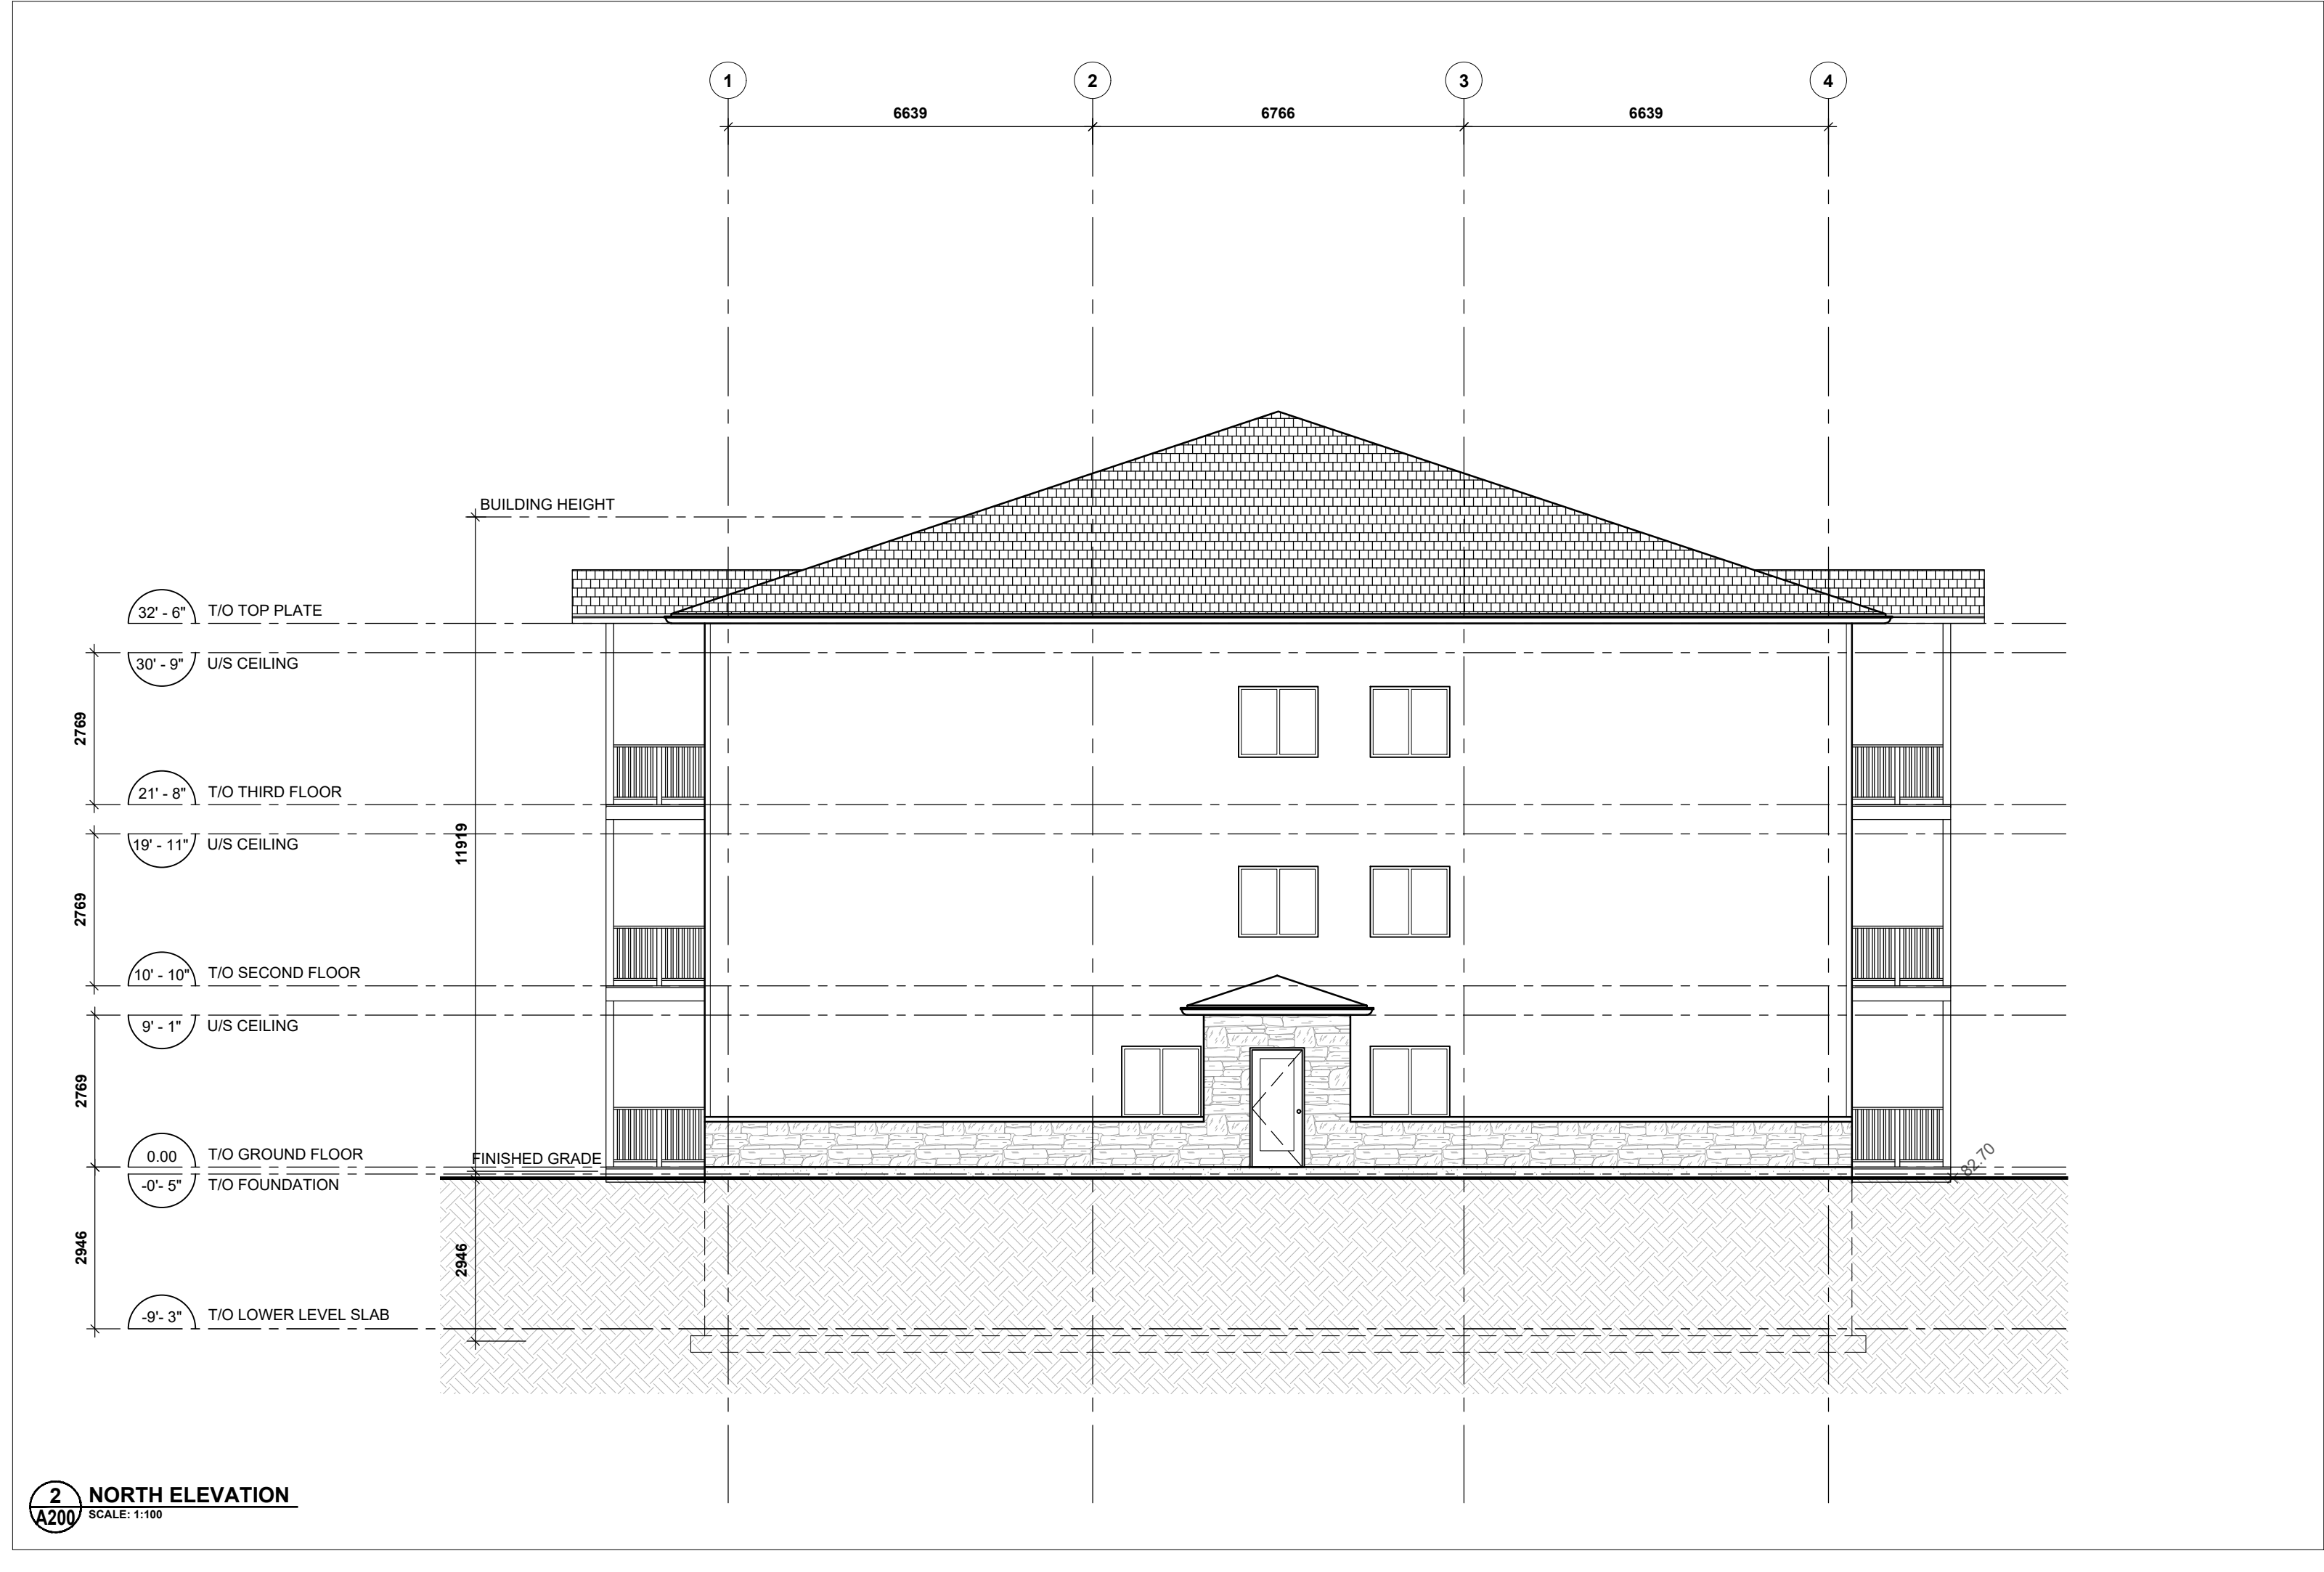 1
2
3
4
6639
6766
6639
BUILDING HEIGHT
32' - 6" T/O TOP PLATE
30' - 9" U/S CEILING
2769
21' - 8" T/O THIRD FLOOR
19' - 11" U/S CEILING
11919
2769
10' - 10" T/O SECOND FLOOR
9' - 1" U/S CEILING
2769
0.00 T/O GROUND FLOOR
FINISHED GRADE
82.70
-0'- 5" T/O FOUNDATION
2946
2946
-9'- 3" T/O LOWER LEVEL SLAB
2 NORTH ELEVATION
A200 SCALE: 1:100